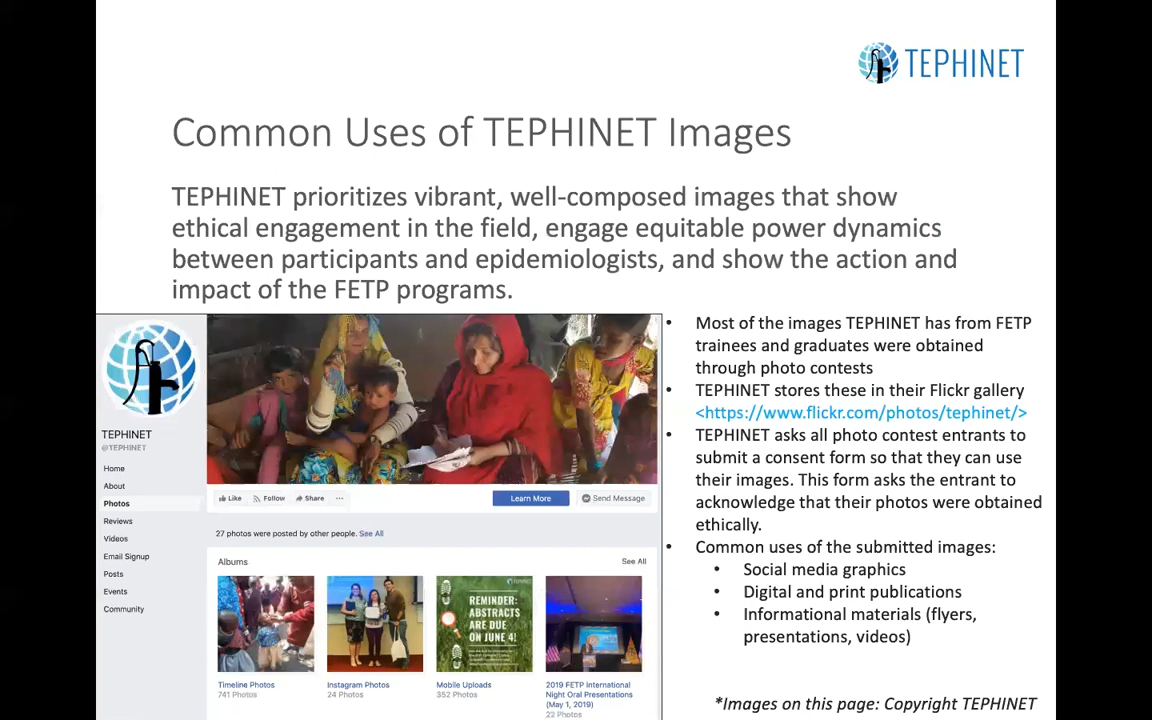 TEPHINET
Common Uses of TEPHINET Images
TEPHINET prioritizes vibrant, well-composed images that show
ethical engagement in the field, engage equitable power dynamics
between participants and epidemiologists, and show the action and
impact of the FETP programs.
TEPHINET
@TEPHINET
Home
About
Photos
Reviews
Videos
Email Signup
Posts
Events
Community
Like Follow Share ... Learn More Send Message
27 photos were posted by other people. See All
Albums See All
REMINDER:
ABSTRACTS
ARE DUE
ON JUNE 4!
Timeline Photos
741 Photos
Instagram Photos
24 Photos
Mobile Uploads
352 Photos
2019 FETP International
Night Oral Presentations
(May 1, 2019)
22 Photos
• Most of the images TEPHINET has from FETP
trainees and graduates were obtained
through photo contests
• TEPHINET stores these in their Flickr gallery
<https://www.flickr.com/photos/tephinet/>
• TEPHINET asks all photo contest entrants to
submit a consent form so that they can use
their images. This form asks the entrant to
acknowledge that their photos were obtained
ethically.
• Common uses of the submitted images:
• Social media graphics
• Digital and print publications
• Informational materials (flyers,
presentations, videos)
*Images on this page: Copyright TEPHINET